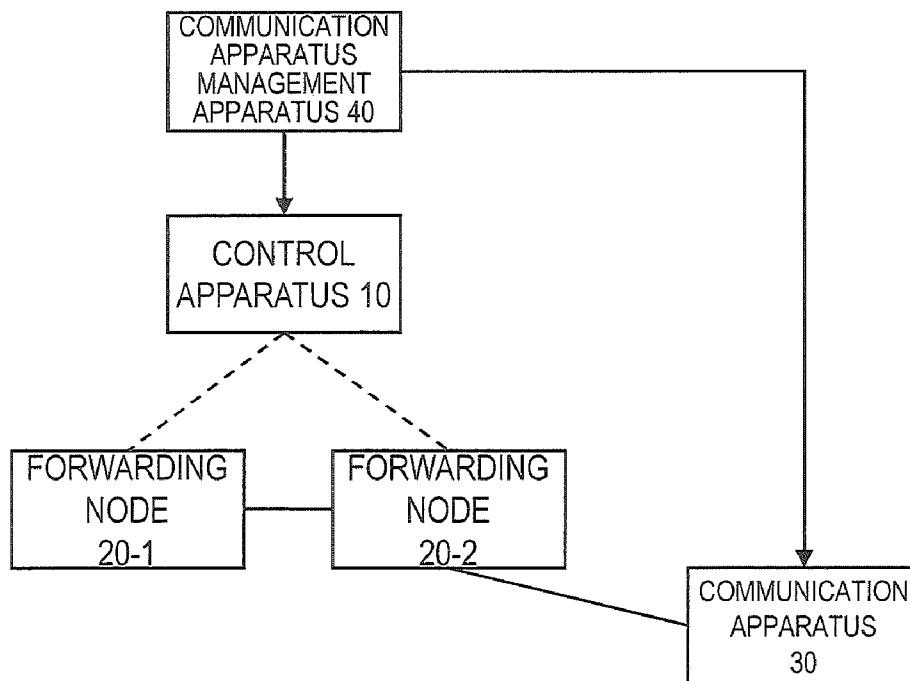 COMMUNICATION
APPARATUS
MANAGEMENT
APPARATUS 40
CONTROL
APPARATUS 10
FORWARDING
NODE
20-1
FORWARDING
NODE
20-2
COMMUNICATION
APPARATUS
30